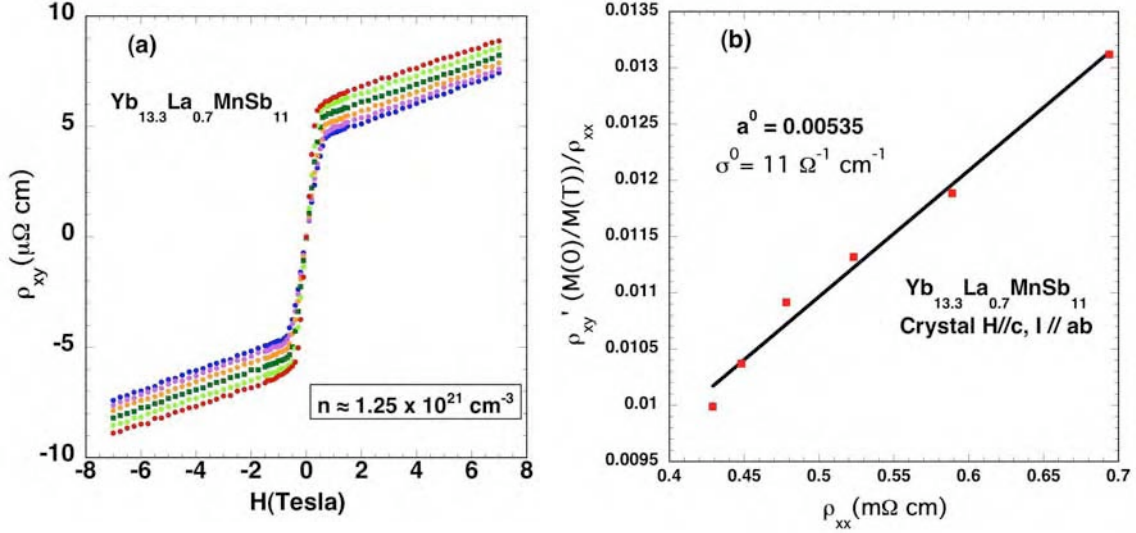 (a)
Yb13.3La0.7MnSb11
n ≈ 1.25 x 10^21 cm^-3
ρxy(μΩ cm)
10
5
0
-5
-10
-8 -6 -4 -2 0 2 4 6 8
H(Tesla)
(b)
a^0 = 0.00535
σ^0 = 11 Ω^-1 cm^-1
Yb13.3La0.7MnSb11
Crystal H//c, I // ab
ρxy' (M(0)/M(T))/ρxx
0.0135
0.013
0.0125
0.012
0.0115
0.011
0.0105
0.01
0.0095
0.4 0.45 0.5 0.55 0.6 0.65 0.7
ρxx(mΩ cm)